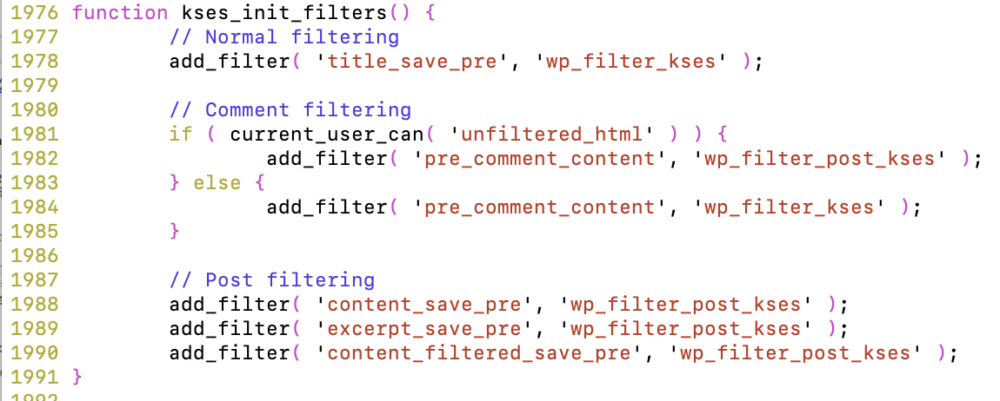 1976 function kses_init_filters() {
1977         // Normal filtering
1978         add_filter( 'title_save_pre', 'wp_filter_kses' );
1979
1980         // Comment filtering
1981         if ( current_user_can( 'unfiltered_html' ) ) {
1982                 add_filter( 'pre_comment_content', 'wp_filter_post_kses' );
1983         } else {
1984                 add_filter( 'pre_comment_content', 'wp_filter_kses' );
1985         }
1986
1987         // Post filtering
1988         add_filter( 'content_save_pre', 'wp_filter_post_kses' );
1989         add_filter( 'excerpt_save_pre', 'wp_filter_post_kses' );
1990         add_filter( 'content_filtered_save_pre', 'wp_filter_post_kses' );
1991 }
1992